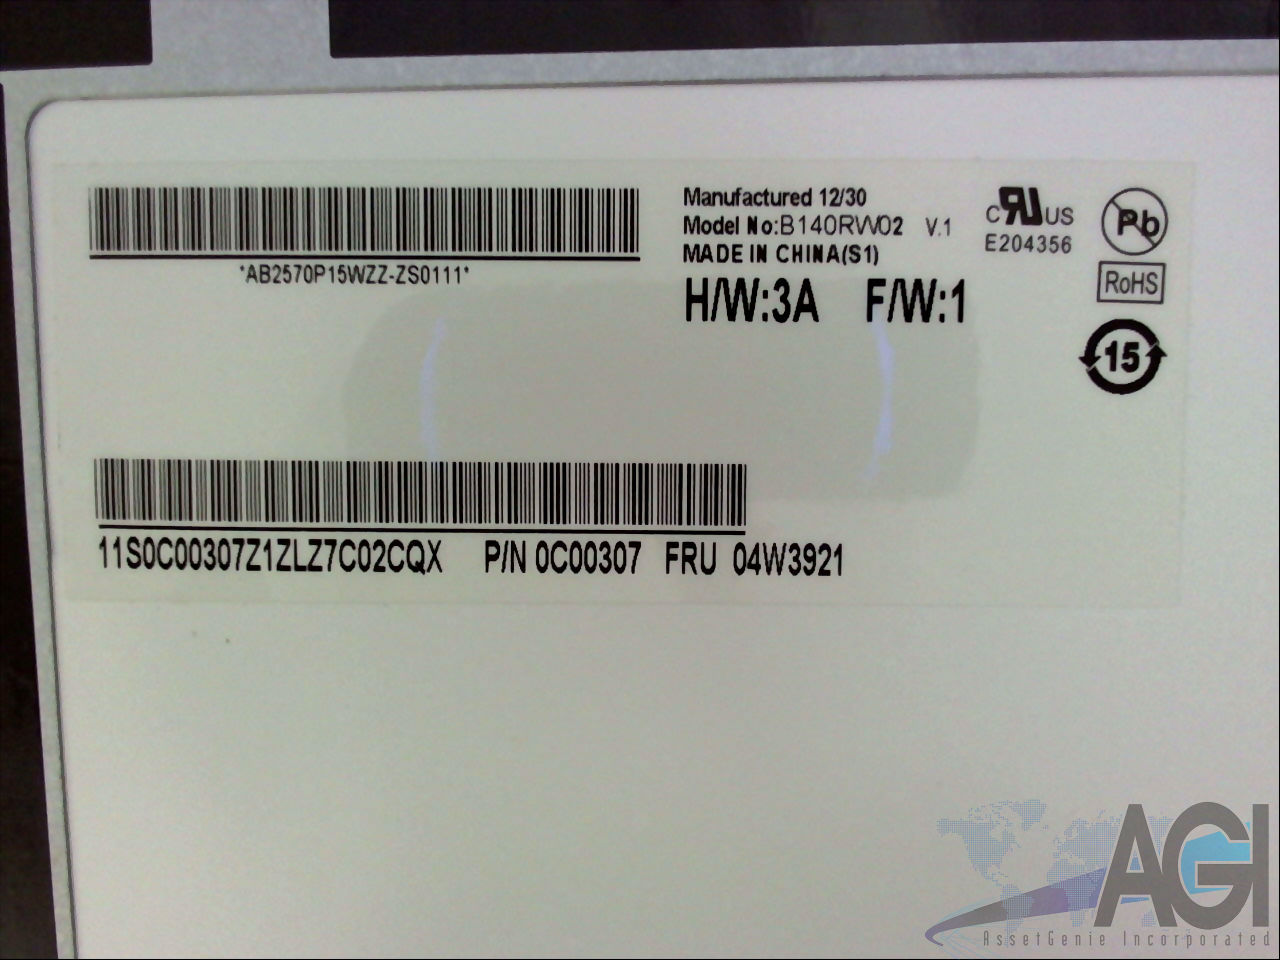 *AB2570P15WZZ-ZS0111*
Manufactured 12/30
Model No:B140RW02 V.1
MADE IN CHINA(S1)
H/W:3A F/W:1
C RU US
E204356
Pb
RoHS
15
11S0C00307Z1ZLZ7C02CQX P/N 0C00307 FRU 04W3921
AGI
AssetGenie Incorporated